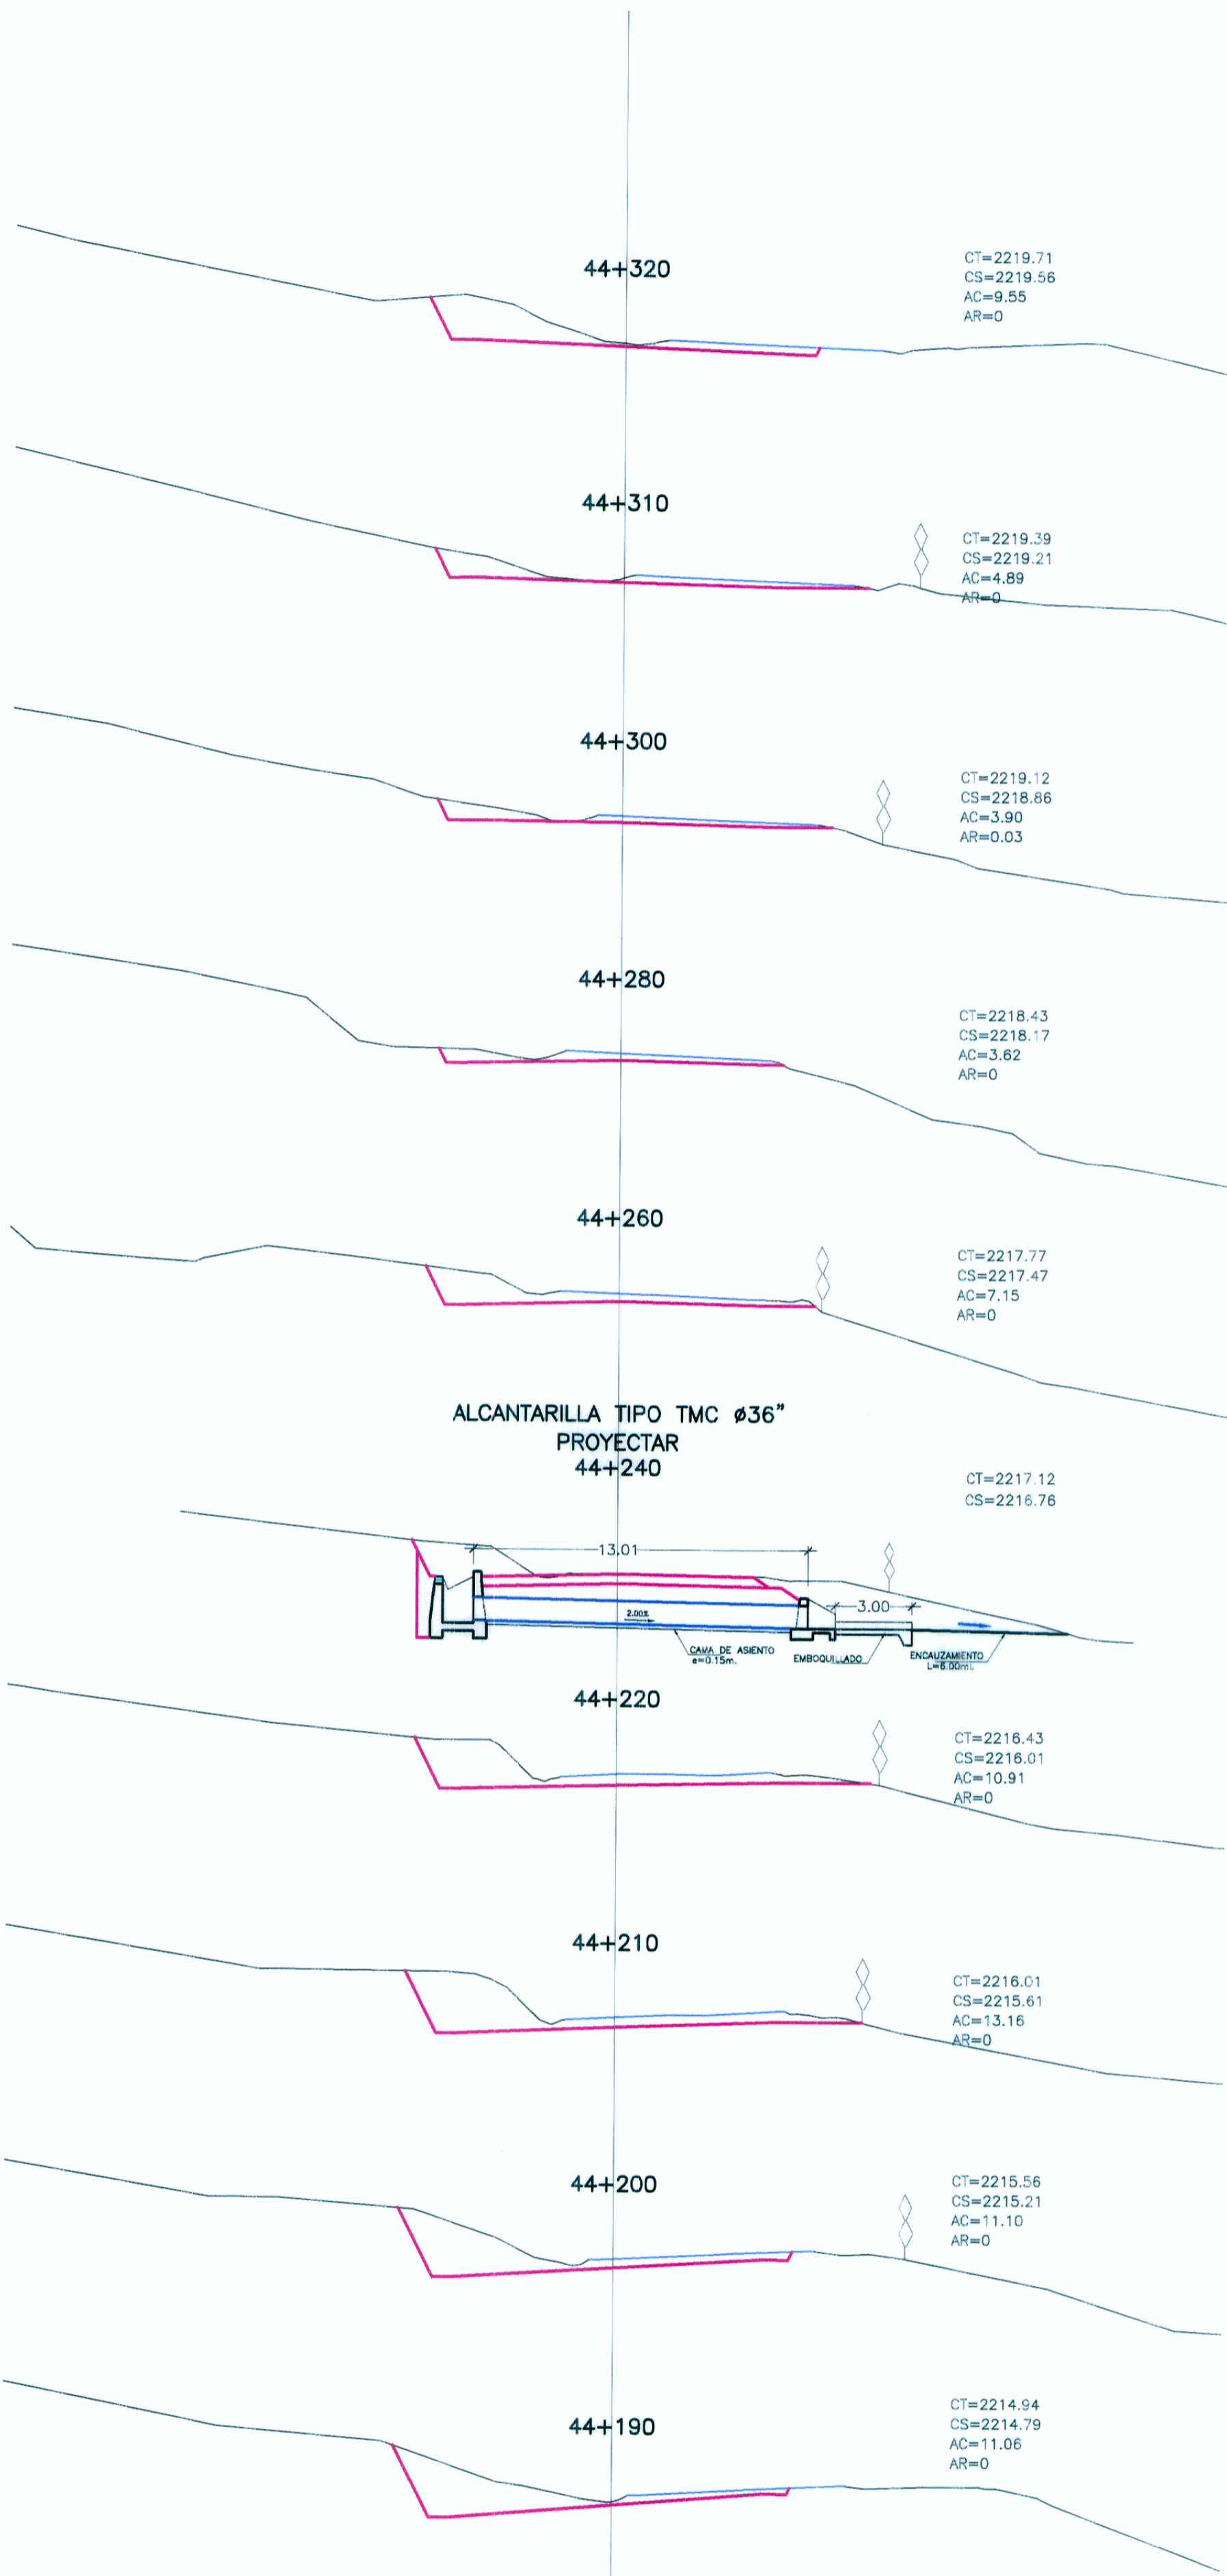 44+320
CT=2219.71
CS=2219.56
AC=9.55
AR=0
44+310
CT=2219.39
CS=2219.21
AC=4.89
AR=0
44+300
CT=2219.12
CS=2218.86
AC=3.90
AR=0.03
44+280
CT=2218.43
CS=2218.17
AC=3.62
AR=0
44+260
CT=2217.77
CS=2217.47
AC=7.15
AR=0
ALCANTARILLA TIPO TMC ø36"
PROYECTAR
44+240
CT=2217.12
CS=2216.76
13.01
3.00
2.00%
CAMA DE ASIENTO
e=0.15m.
EMBOQUILLADO
ENCAUZAMIENTO
L=6.00ml.
44+220
CT=2216.43
CS=2216.01
AC=10.91
AR=0
44+210
CT=2216.01
CS=2215.61
AC=13.16
AR=0
44+200
CT=2215.56
CS=2215.21
AC=11.10
AR=0
44+190
CT=2214.94
CS=2214.79
AC=11.06
AR=0